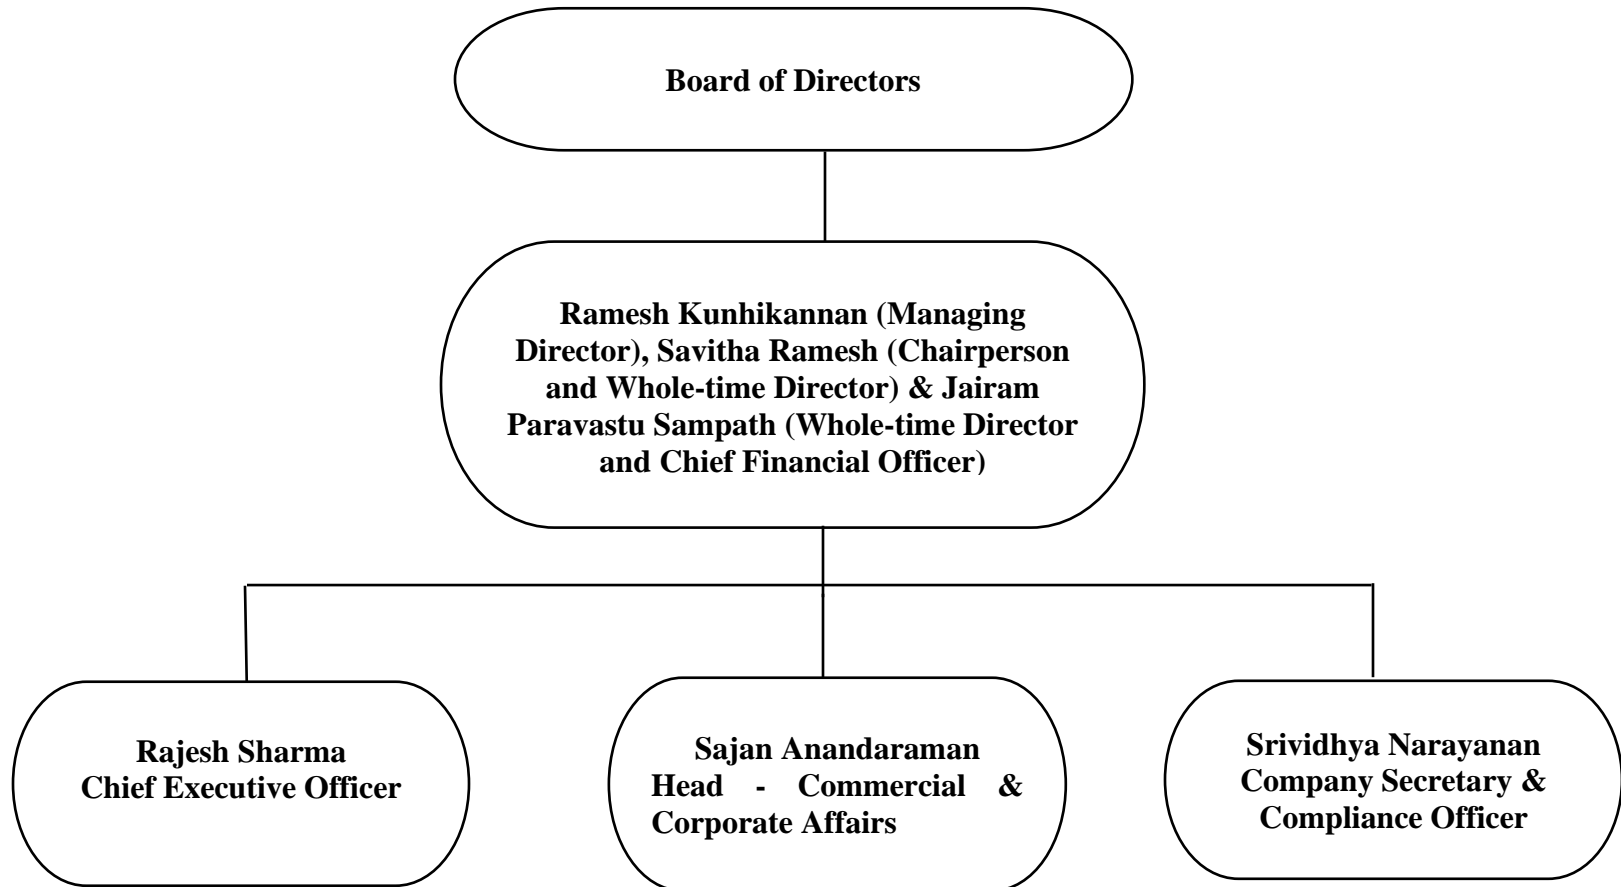 Board of Directors
Ramesh Kunhikannan (Managing
Director), Savitha Ramesh (Chairperson
and Whole-time Director) & Jairam
Paravastu Sampath (Whole-time Director
and Chief Financial Officer)
Rajesh Sharma
Chief Executive Officer
Sajan Anandaraman
Head - Commercial &
Corporate Affairs
Srividhya Narayanan
Company Secretary &
Compliance Officer